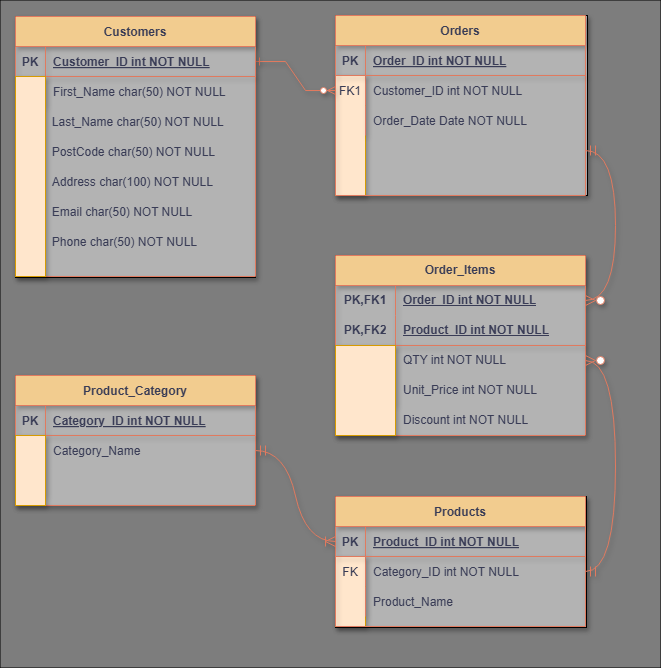 Customers
PK Customer_ID int NOT NULL
First_Name char(50) NOT NULL
Last_Name char(50) NOT NULL
PostCode char(50) NOT NULL
Address char(100) NOT NULL
Email char(50) NOT NULL
Phone char(50) NOT NULL
Orders
PK Order_ID int NOT NULL
FK1 Customer_ID int NOT NULL
Order_Date Date NOT NULL
Order_Items
PK,FK1 Order_ID int NOT NULL
PK,FK2 Product_ID int NOT NULL
QTY int NOT NULL
Unit_Price int NOT NULL
Discount int NOT NULL
Product_Category
PK Category_ID int NOT NULL
Category_Name
Products
PK Product_ID int NOT NULL
FK Category_ID int NOT NULL
Product_Name